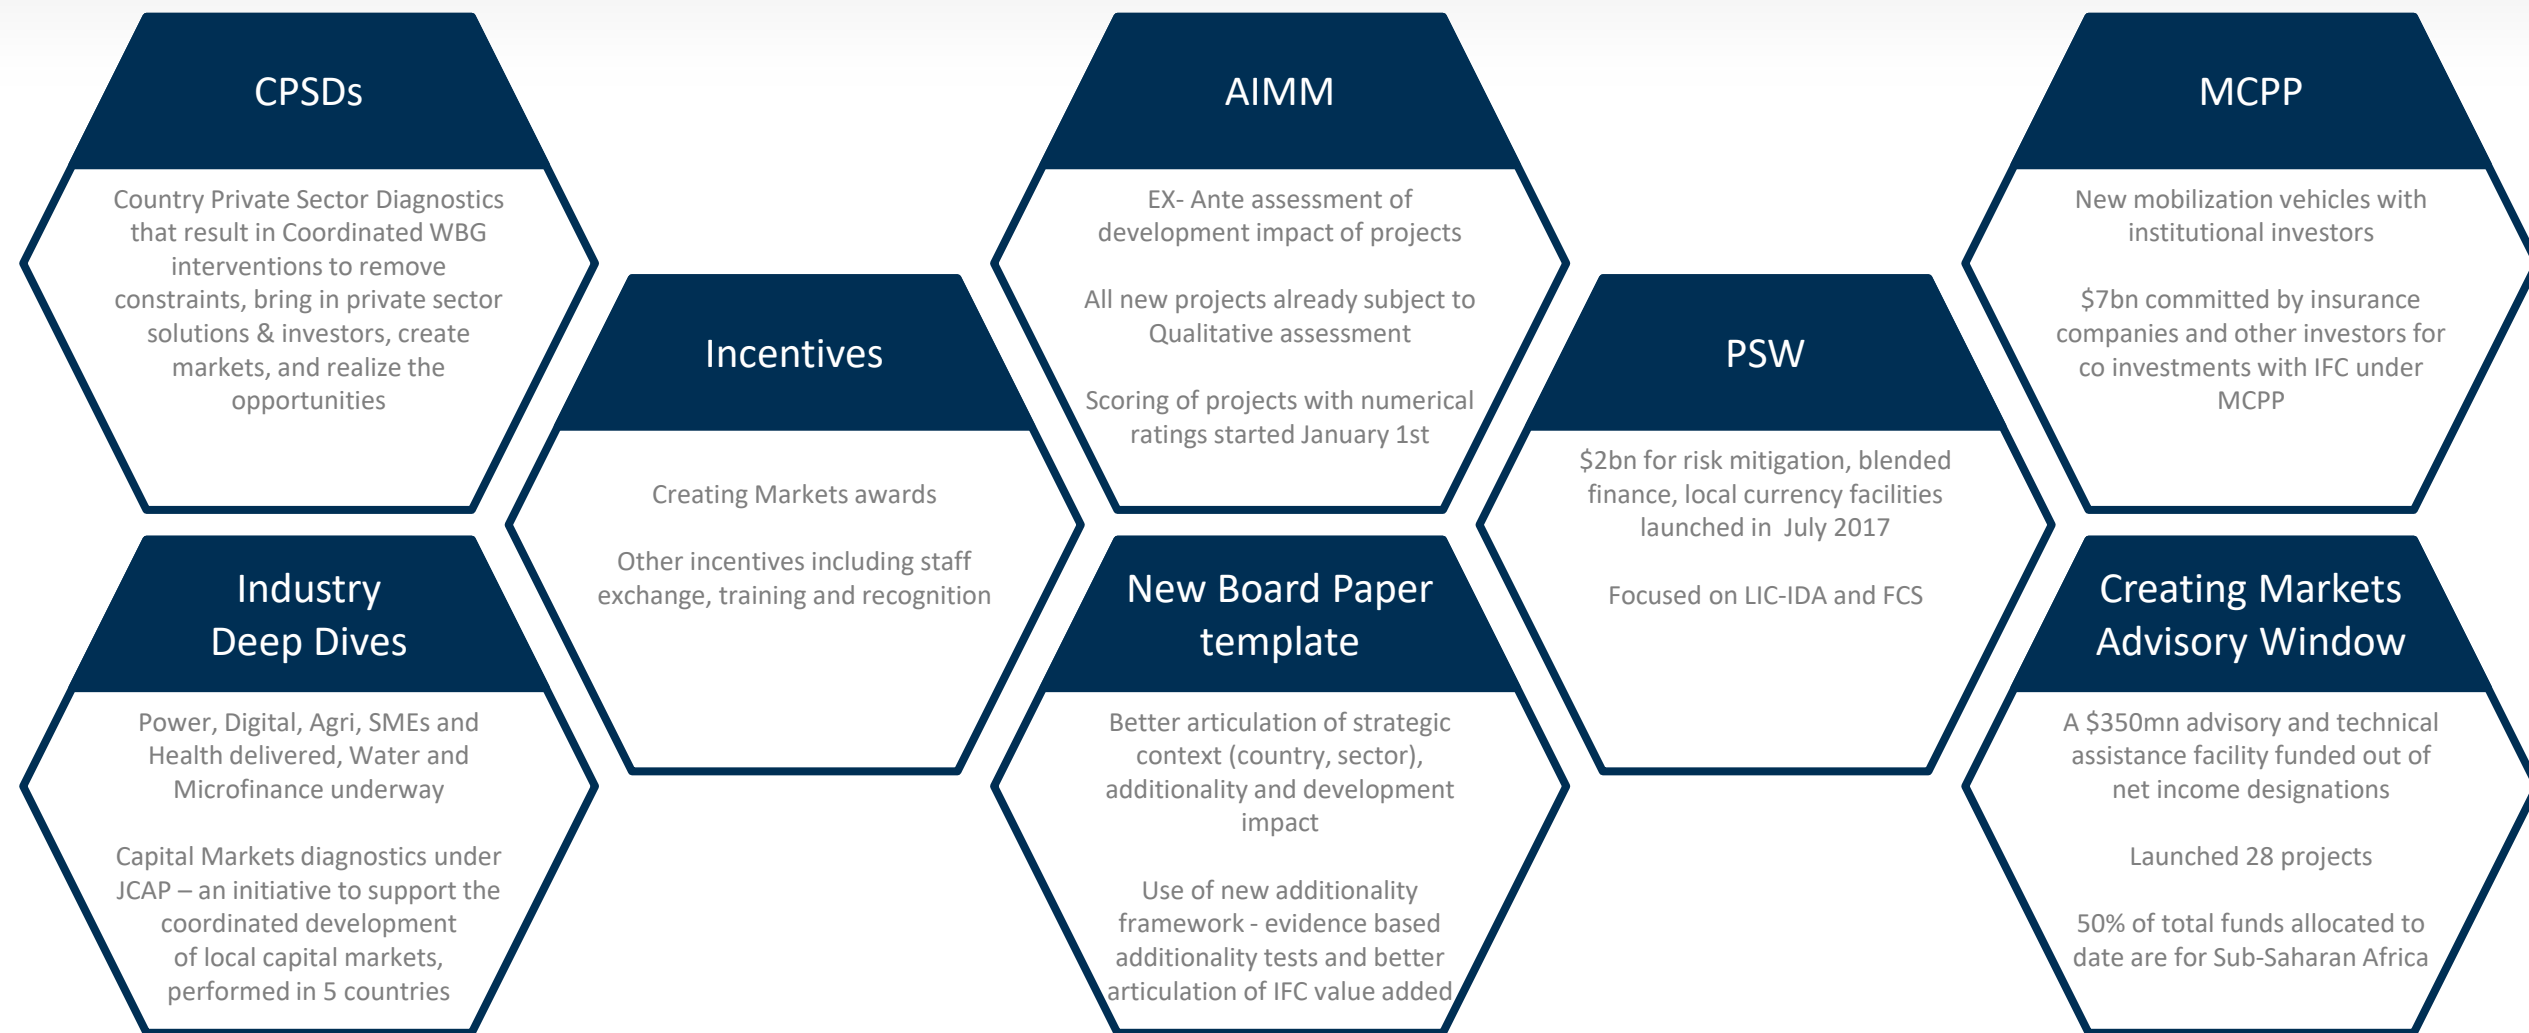 CPSDs
Country Private Sector Diagnostics
that result in Coordinated WBG
interventions to remove
constraints, bring in private sector
solutions & investors, create
markets, and realize the
opportunities
Industry
Deep Dives
Power, Digital, Agri, SMEs and
Health delivered, Water and
Microfinance underway
Capital Markets diagnostics under
JCAP – an initiative to support the
coordinated development
of local capital markets,
performed in 5 countries
Incentives
Creating Markets awards
Other incentives including staff
exchange, training and recognition
AIMM
EX- Ante assessment of
development impact of projects
All new projects already subject to
Qualitative assessment
Scoring of projects with numerical
ratings started January 1st
New Board Paper
template
Better articulation of strategic
context (country, sector),
additionality and development
impact
Use of new additionality
framework - evidence based
additionality tests and better
articulation of IFC value added
PSW
$2bn for risk mitigation, blended
finance, local currency facilities
launched in  July 2017
Focused on LIC-IDA and FCS
MCPP
New mobilization vehicles with
institutional investors
$7bn committed by insurance
companies and other investors for
co investments with IFC under
MCPP
Creating Markets
Advisory Window
A $350mn advisory and technical
assistance facility funded out of
net income designations
Launched 28 projects
50% of total funds allocated to
date are for Sub-Saharan Africa